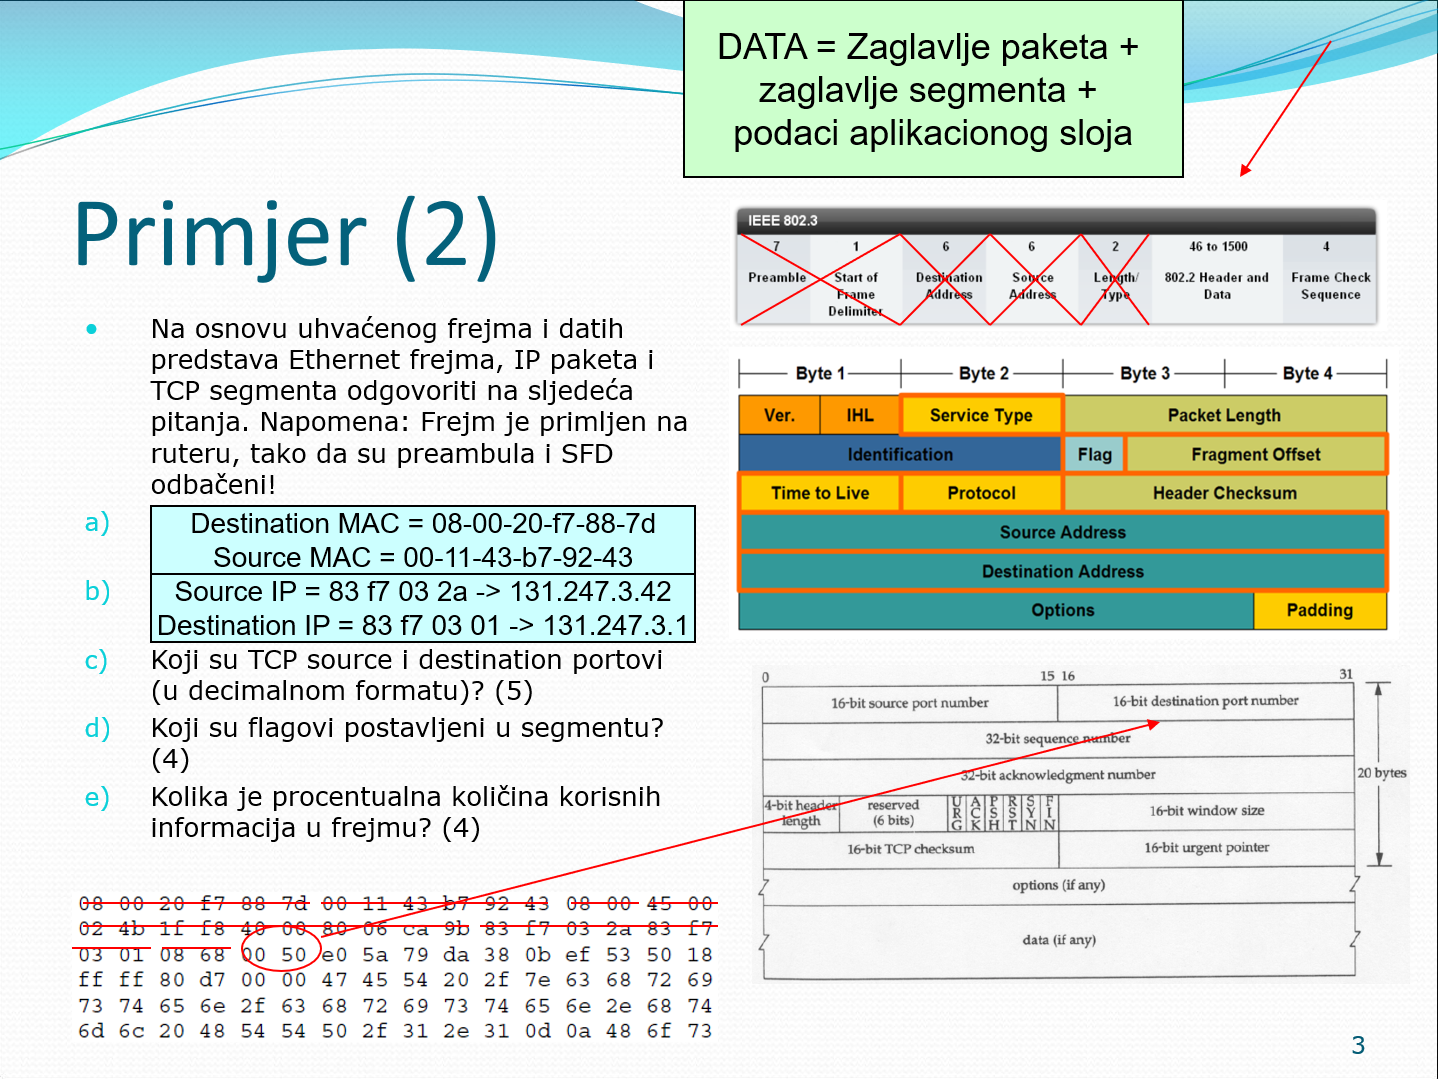 DATA = Zaglavlje paketa +
zaglavlje segmenta +
podaci aplikacionog sloja
Primjer (2)
• Na osnovu uhvaćenog frejma i datih
predstava Ethernet frejma, IP paketa i
TCP segmenta odgovoriti na sljedeća
pitanja. Napomena: Frejm je primljen na
ruteru, tako da su preambula i SFD
odbačeni!
a) Destination MAC = 08-00-20-f7-88-7d
Source MAC = 00-11-43-b7-92-43
b) Source IP = 83 f7 03 2a -> 131.247.3.42
Destination IP = 83 f7 03 01 -> 131.247.3.1
c) Koji su TCP source i destination portovi
(u decimalnom formatu)? (5)
d) Koji su flagovi postavljeni u segmentu?
(4)
e) Kolika je procentualna količina korisnih
informacija u frejmu? (4)
08 00 20 f7 88 7d 00 11 43 b7 92 43 08 00 45 00
02 4b 1f f8 40 00 80 06 ca 9b 83 f7 03 2a 83 f7
03 01 08 68 00 50 e0 5a 79 da 38 0b ef 53 50 18
ff ff 80 d7 00 00 47 45 54 20 2f 7e 63 68 72 69
73 74 65 6e 2f 63 68 72 69 73 74 65 6e 2e 68 74
6d 6c 20 48 54 54 50 2f 31 2e 31 0d 0a 48 6f 73
IEEE 802.3
7 1 6 6 2 46 to 1500 4
Preamble Start of Destination Source Length/ 802.2 Header and Frame Check
Frame Address Address Type Data Sequence
Delimiter
Byte 1 Byte 2 Byte 3 Byte 4
Ver. IHL Service Type Packet Length
Identification Flag Fragment Offset
Time to Live Protocol Header Checksum
Source Address
Destination Address
Options Padding
0 15 16 31
16-bit source port number 16-bit destination port number
32-bit sequence number
32-bit acknowledgment number
20 bytes
4-bit header length reserved (6 bits) URG ACK PSH RST SYN FIN 16-bit window size
16-bit TCP checksum 16-bit urgent pointer
options (if any)
data (if any)
3